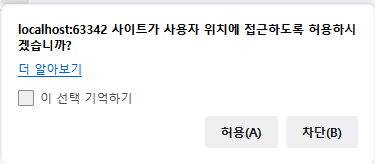 localhost:63342 사이트가 사용자 위치에 접근하도록 허용하시
겠습니까?
더 알아보기
이 선택 기억하기
허용(A)
차단(B)